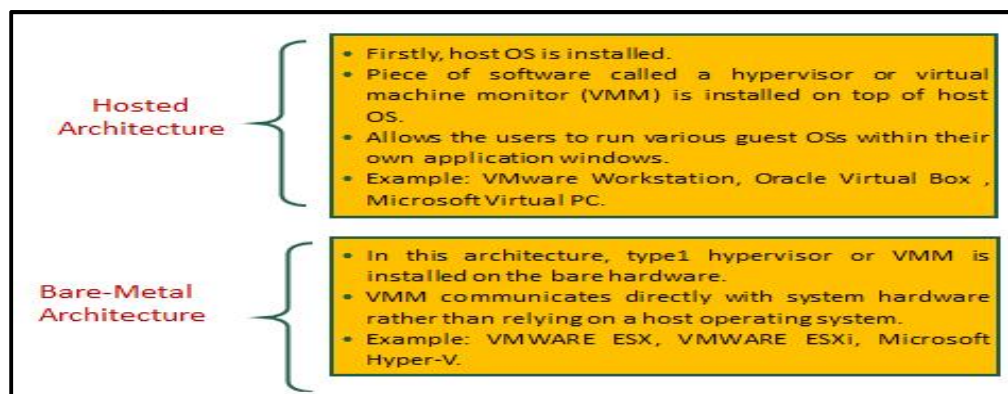 Hosted
Architecture
• Firstly, host OS is installed.
• Piece of software called a hypervisor or virtual
machine monitor (VMM) is installed on top of host
OS.
• Allows the users to run various guest OSs within their
own application windows.
• Example: VMware Workstation, Oracle Virtual Box ,
Microsoft Virtual PC.
Bare-Metal
Architecture
• In this architecture, type1 hypervisor or VMM is
installed on the bare hardware.
• VMM communicates directly with system hardware
rather than relying on a host operating system.
• Example: VMWARE ESX, VMWARE ESXi, Microsoft
Hyper-V.